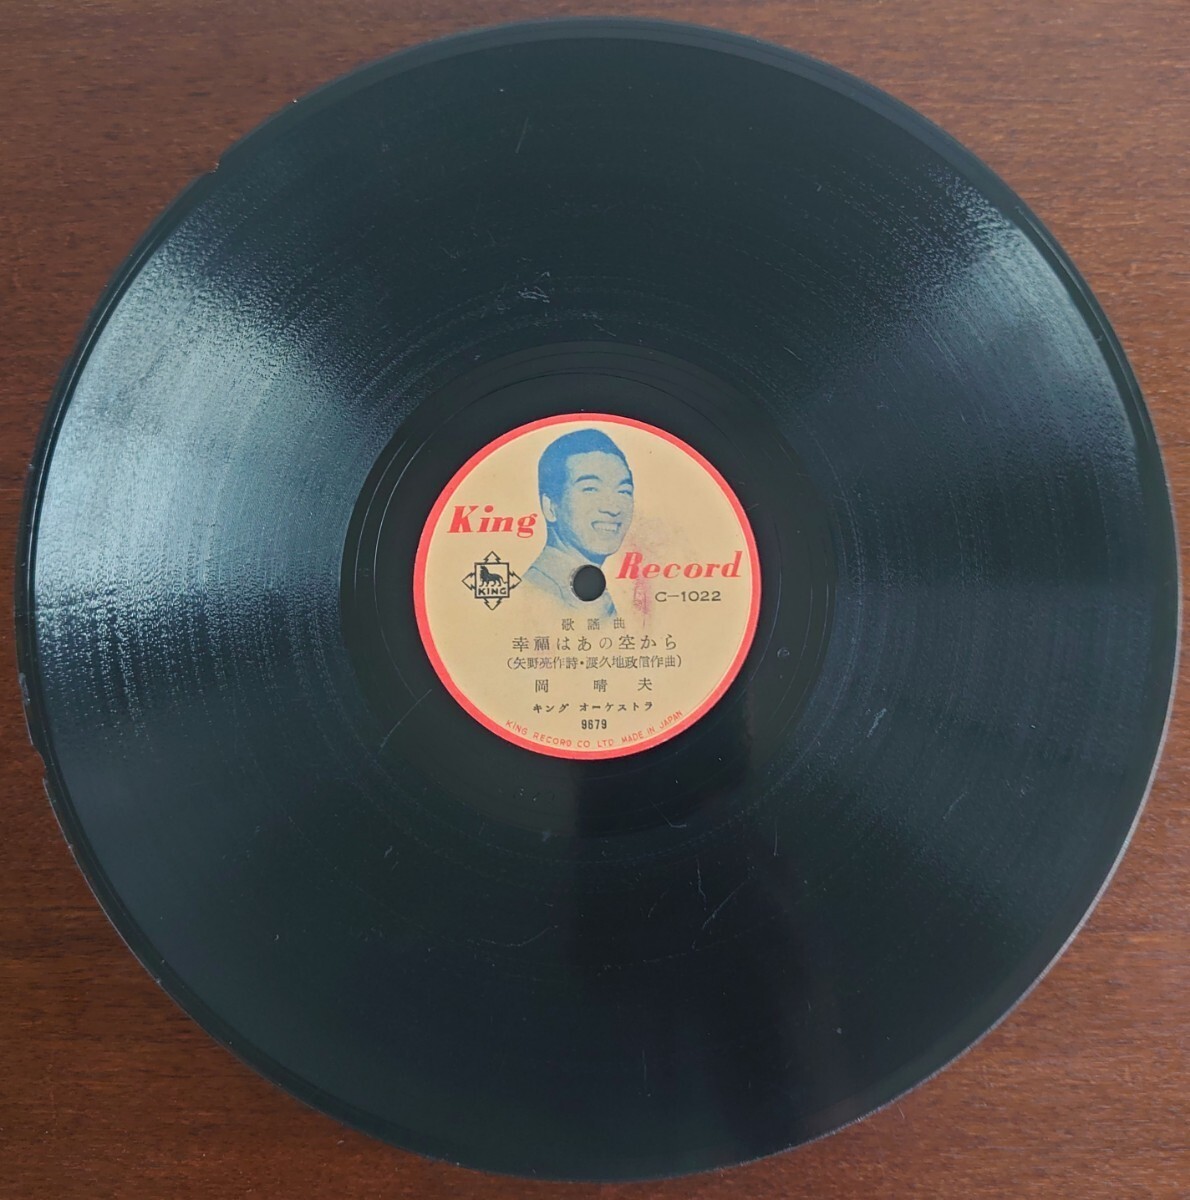 King
Record
KING
C-1022
歌謡曲
幸福はあの空から
(矢野亮作詩・渡久地政信作曲)
岡 晴夫
キング オーケストラ
9679
KING RECORD CO. LTD. MADE IN JAPAN